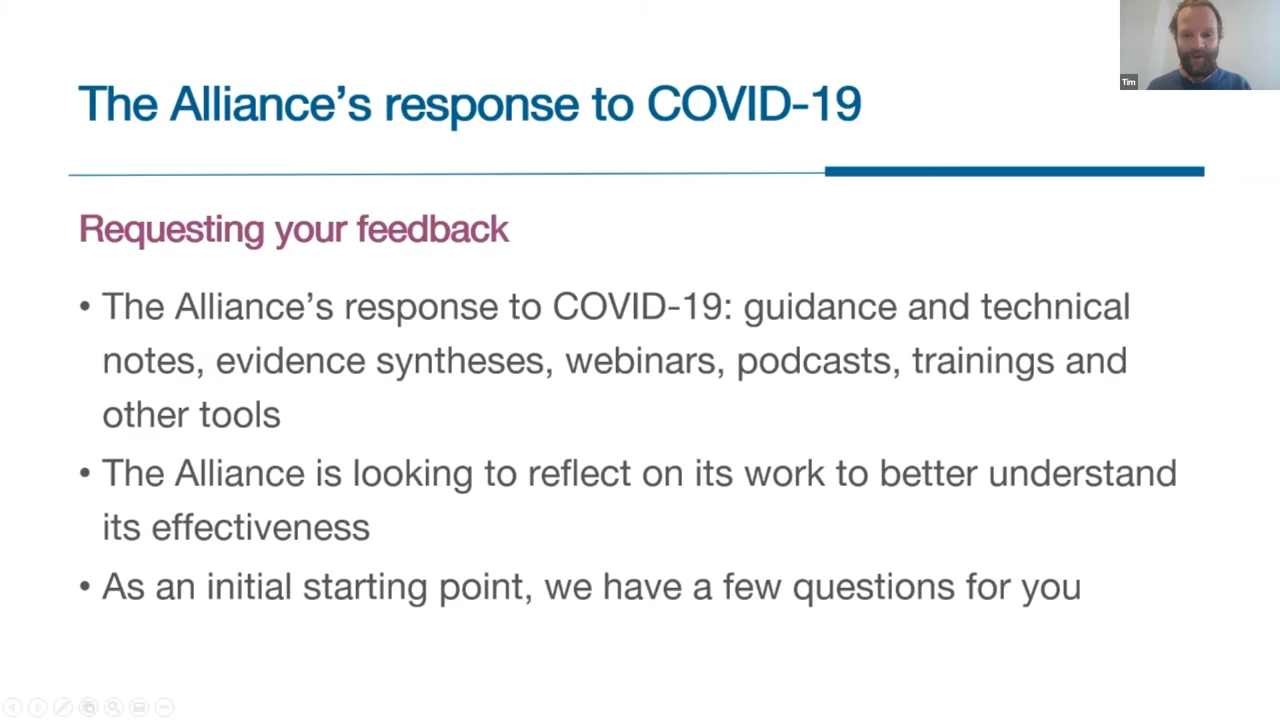 Tim
The Alliance’s response to COVID-19
Requesting your feedback
• The Alliance’s response to COVID-19: guidance and technical
notes, evidence syntheses, webinars, podcasts, trainings and
other tools
• The Alliance is looking to reflect on its work to better understand
its effectiveness
• As an initial starting point, we have a few questions for you